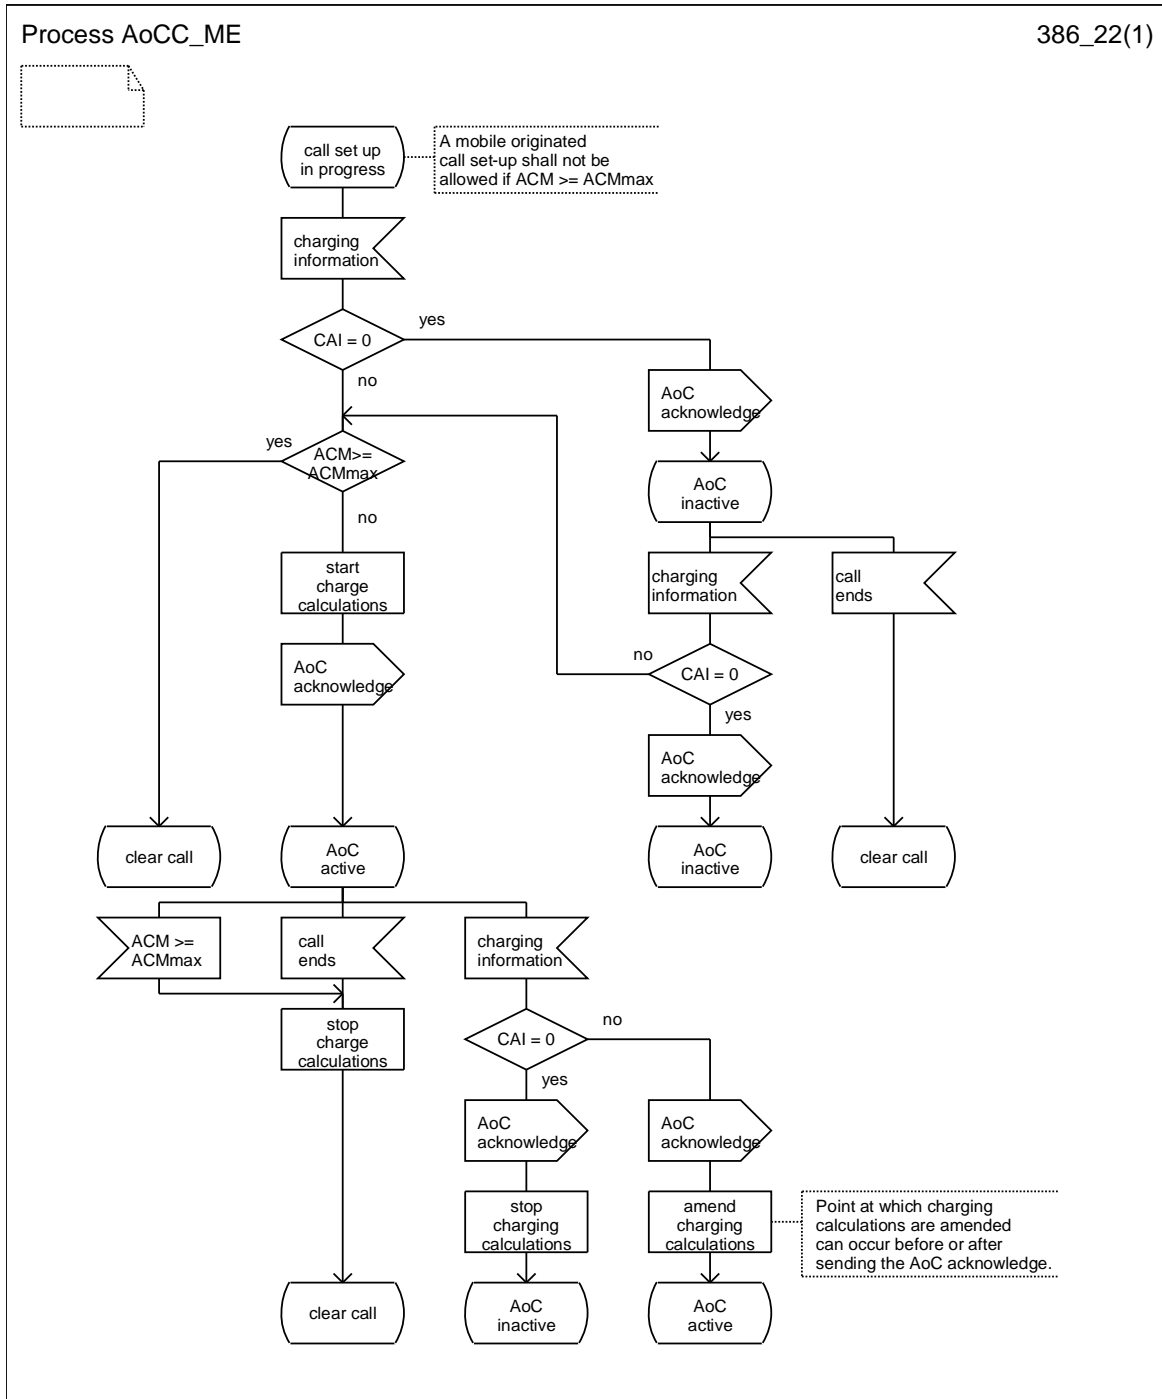 Process AoCC_ME
386_22(1)
call set up
in progress
A mobile originated
call set-up shall not be
allowed if ACM >= ACMmax
charging
information
CAI = 0
yes
no
AoC
acknowledge
yes
ACM>=
ACMmax
no
AoC
inactive
start
charge
calculations
charging
information
call
ends
AoC
acknowledge
no
CAI = 0
yes
AoC
acknowledge
clear call
AoC
active
AoC
inactive
clear call
ACM >=
ACMmax
call
ends
charging
information
stop
charge
calculations
CAI = 0
no
yes
AoC
acknowledge
AoC
acknowledge
stop
charging
calculations
amend
charging
calculations
Point at which charging
calculations are amended
can occur before or after
sending the AoC acknowledge.
clear call
AoC
inactive
AoC
active